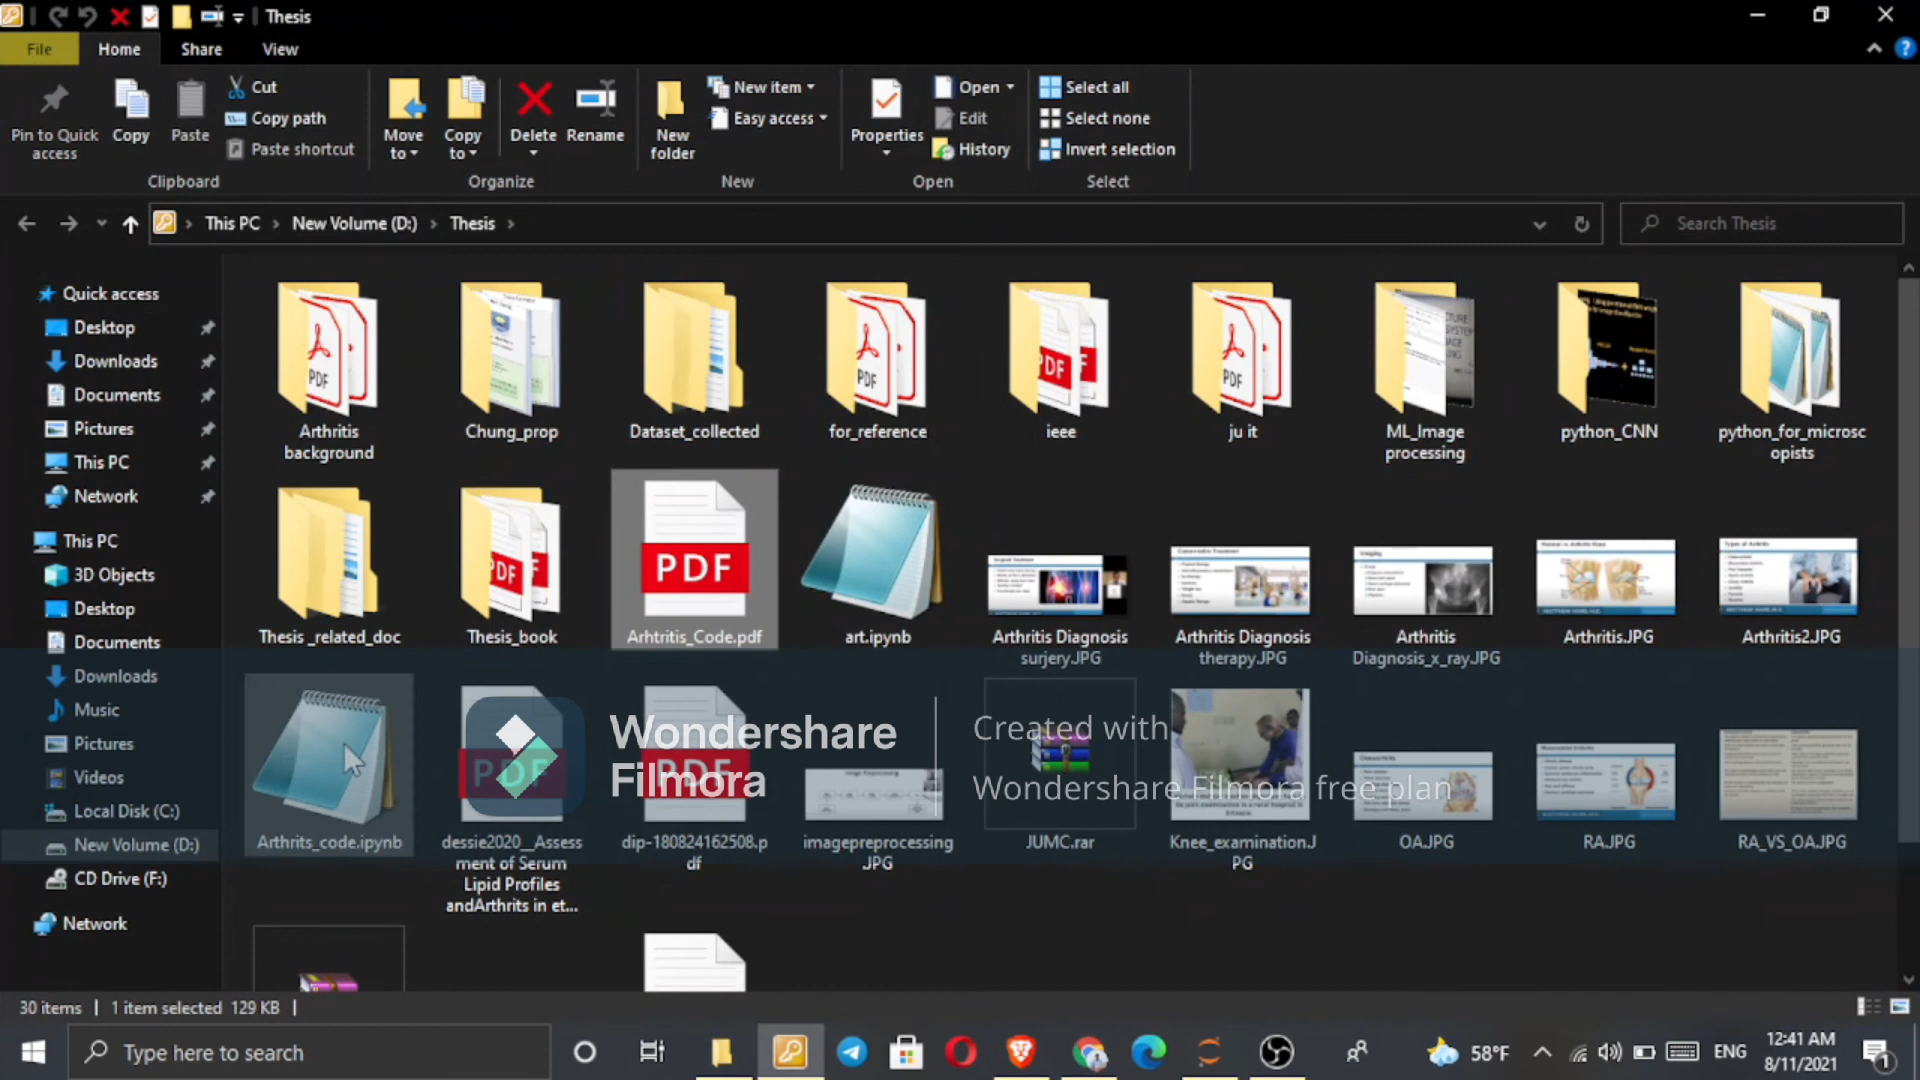 Thesis
File
Home
Share
View
Pin to Quick
access
Copy
Paste
Cut
Copy path
Paste shortcut
Clipboard
Move
to
Copy
to
Delete
Rename
Organize
New
folder
New item
Easy access
New
Properties
Open
Edit
History
Open
Select all
Select none
Invert selection
Select
This PC
New Volume (D:)
Thesis
Search Thesis
Quick access
Desktop
Downloads
Documents
Pictures
This PC
Network
This PC
3D Objects
Desktop
Documents
Downloads
Music
Pictures
Videos
Local Disk (C:)
New Volume (D:)
CD Drive (F:)
Network
Arthritis
background
Chung_prop
Dataset_collected
for_reference
ieee
ju it
ML_Image
processing
python_CNN
python_for_microsc
opists
Thesis _related_doc
Thesis_book
PDF
Arhtritis_Code.pdf
art.ipynb
Arthritis Diagnosis
surjery.JPG
Arthritis Diagnosis
therapy.JPG
Arthritis
Diagnosis_x_ray.JPG
Arthritis.JPG
Arthritis2.JPG
Arthrits_code.ipynb
dessie2020__Assess
ment of Serum
Lipid Profiles
andArthrits in et...
dip-180824162508.p
df
imagepreprocessing
.JPG
JUMC.rar
Knee_examination.J
PG
OA.JPG
RA.JPG
RA_VS_OA.JPG
Wondershare
Filmora
Created with
Wondershare Filmora free plan
30 items
1 item selected 129 KB
Type here to search
58°F
ENG
12:41 AM
8/11/2021
1